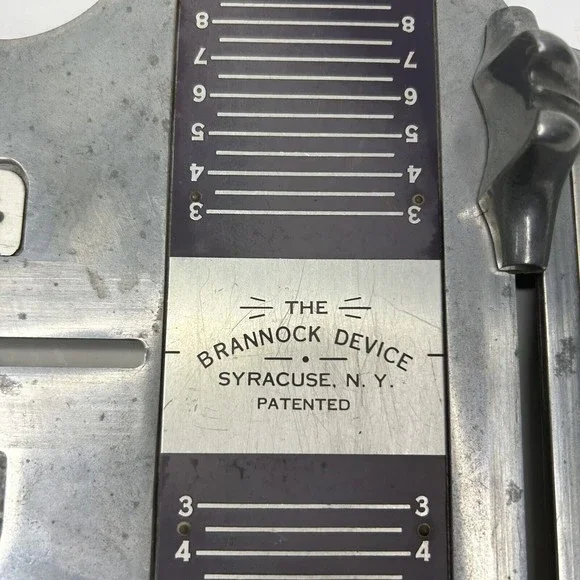 8 8
7 7
6 6
5 5
4 4
3 3
THE
BRANNOCK DEVICE
SYRACUSE, N. Y.
PATENTED
3 3
4 4